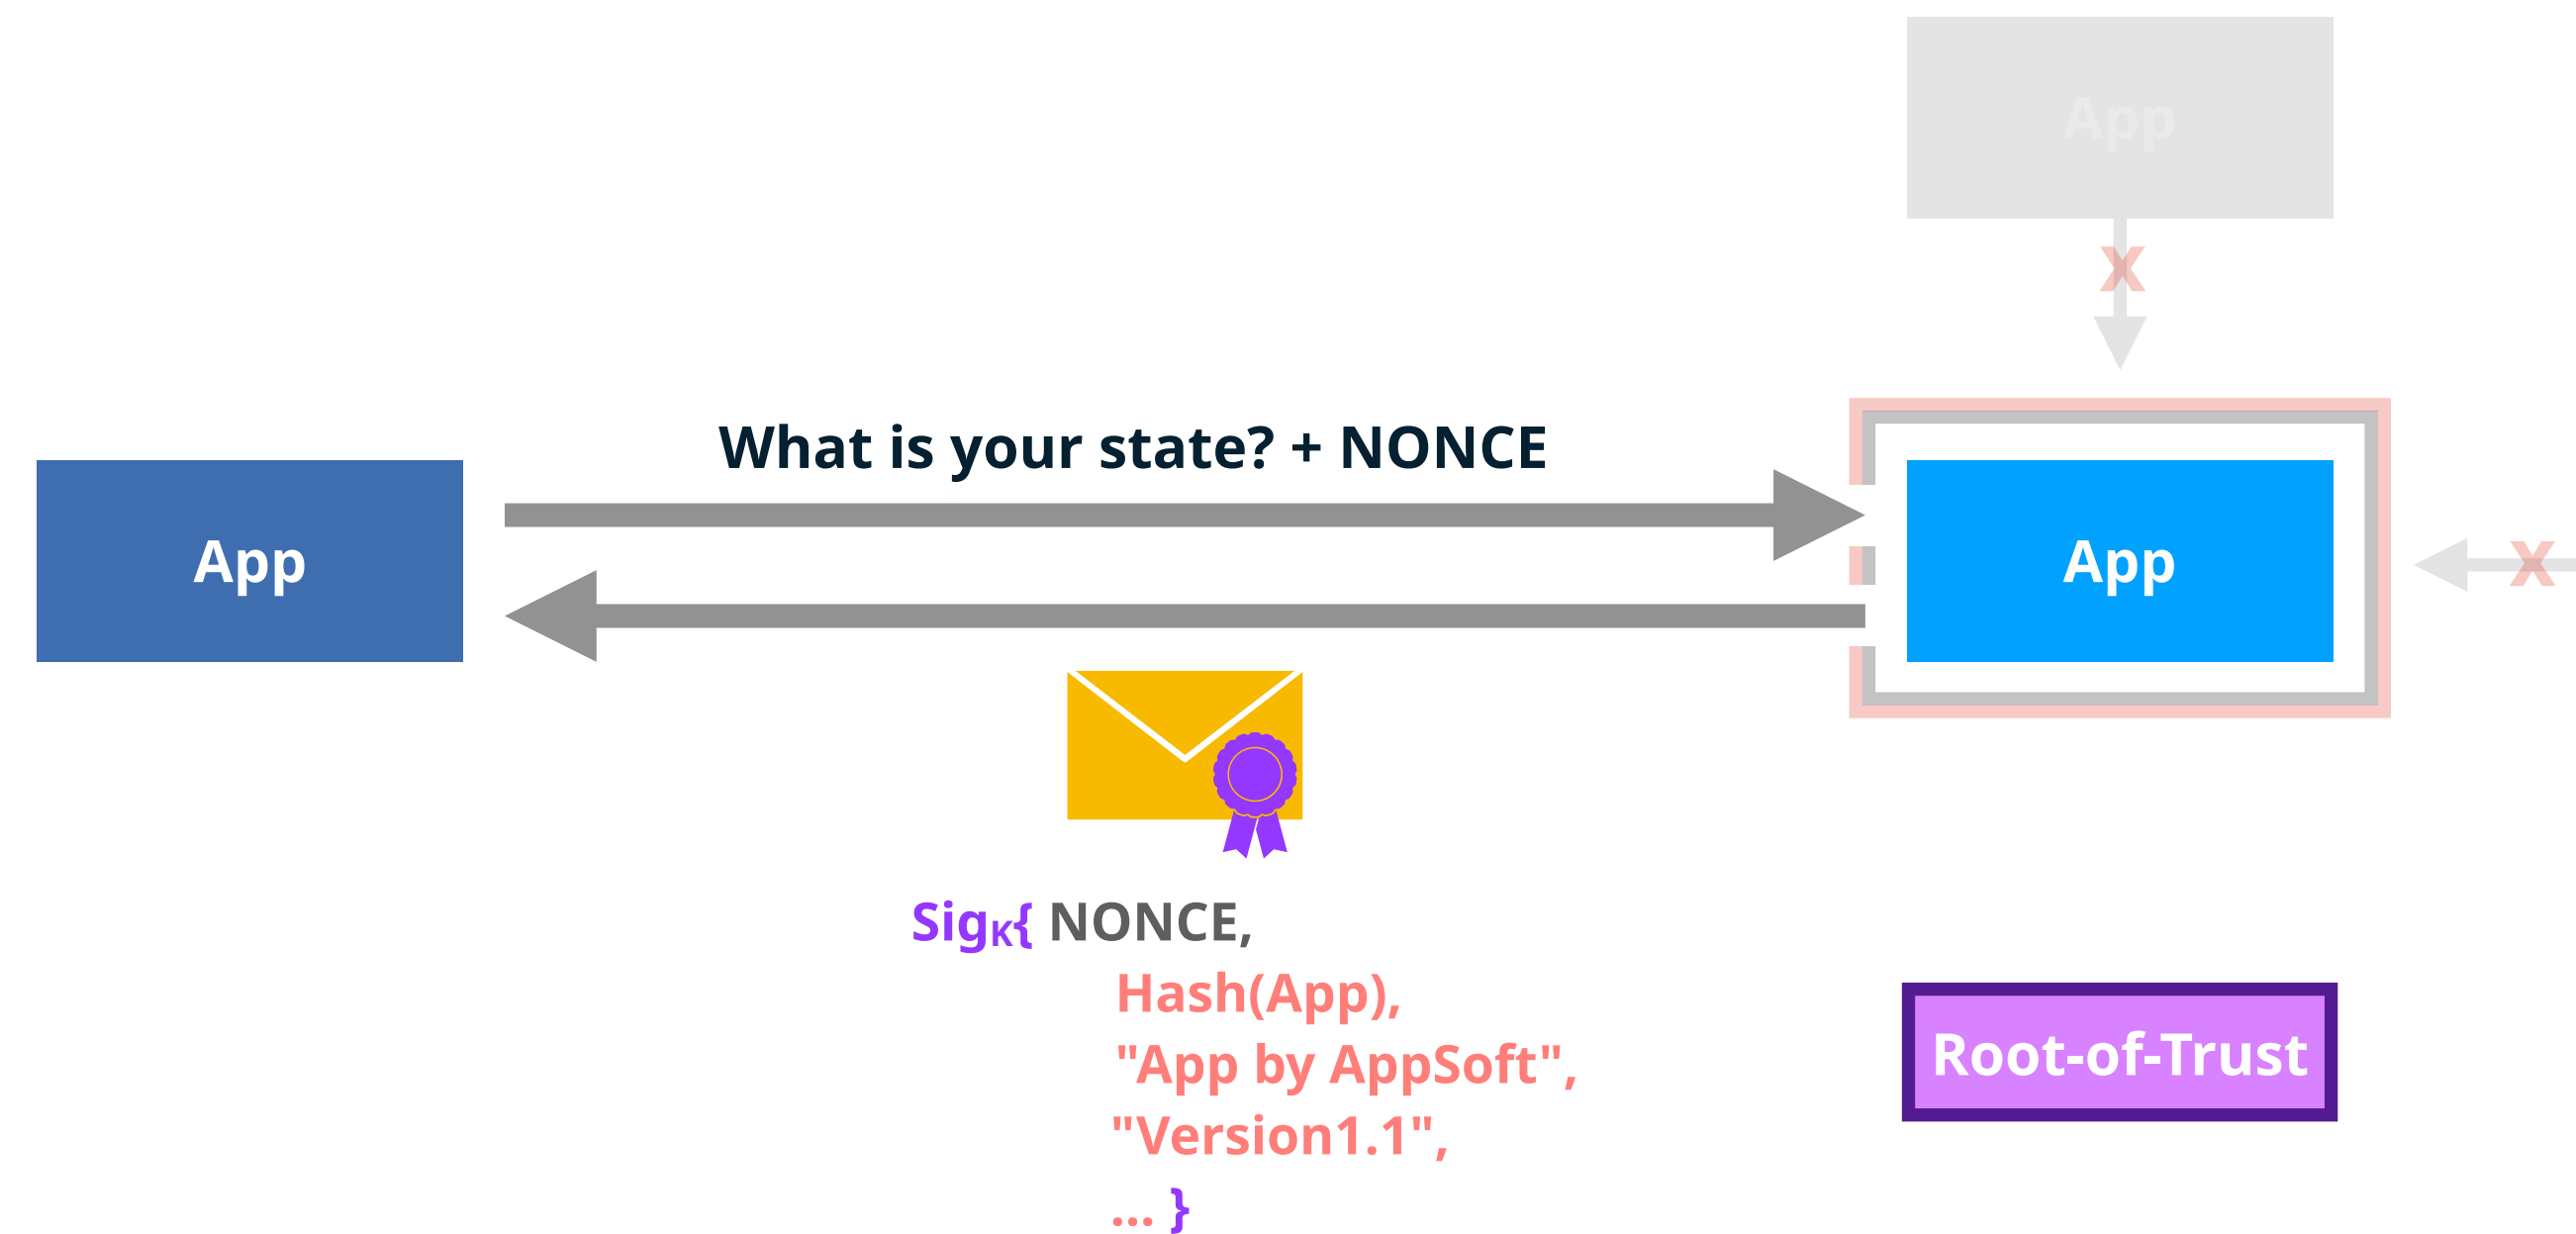 App
X
What is your state? + NONCE
App
App
X
SigK{ NONCE,
Hash(App),
"App by AppSoft",
"Version1.1",
... }
Root-of-Trust